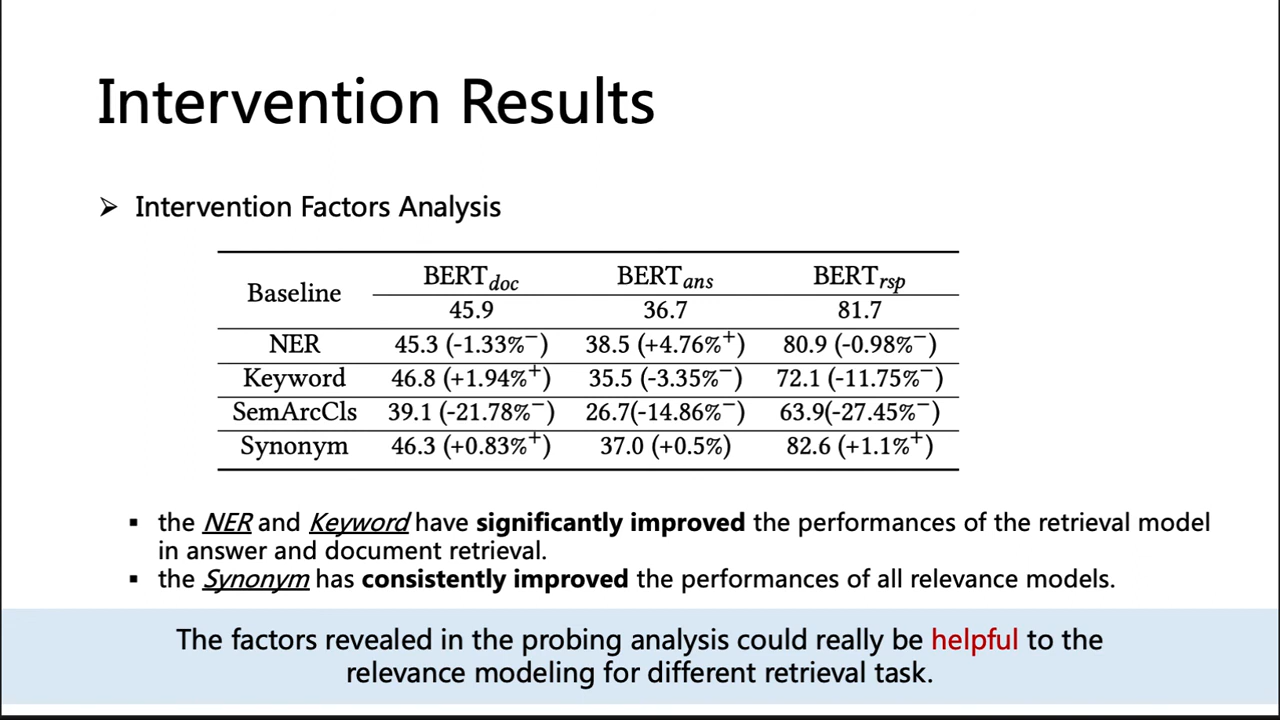 Intervention Results
➢ Intervention Factors Analysis
Baseline BERTdoc BERTans BERTrsp
45.9 36.7 81.7
NER 45.3 (-1.33%−) 38.5 (+4.76%+) 80.9 (-0.98%−)
Keyword 46.8 (+1.94%+) 35.5 (-3.35%−) 72.1 (-11.75%−)
SemArcCls 39.1 (-21.78%−) 26.7(-14.86%−) 63.9(-27.45%−)
Synonym 46.3 (+0.83%+) 37.0 (+0.5%) 82.6 (+1.1%+)
▪ the NER and Keyword have significantly improved the performances of the retrieval model
in answer and document retrieval.
▪ the Synonym has consistently improved the performances of all relevance models.
The factors revealed in the probing analysis could really be helpful to the
relevance modeling for different retrieval task.